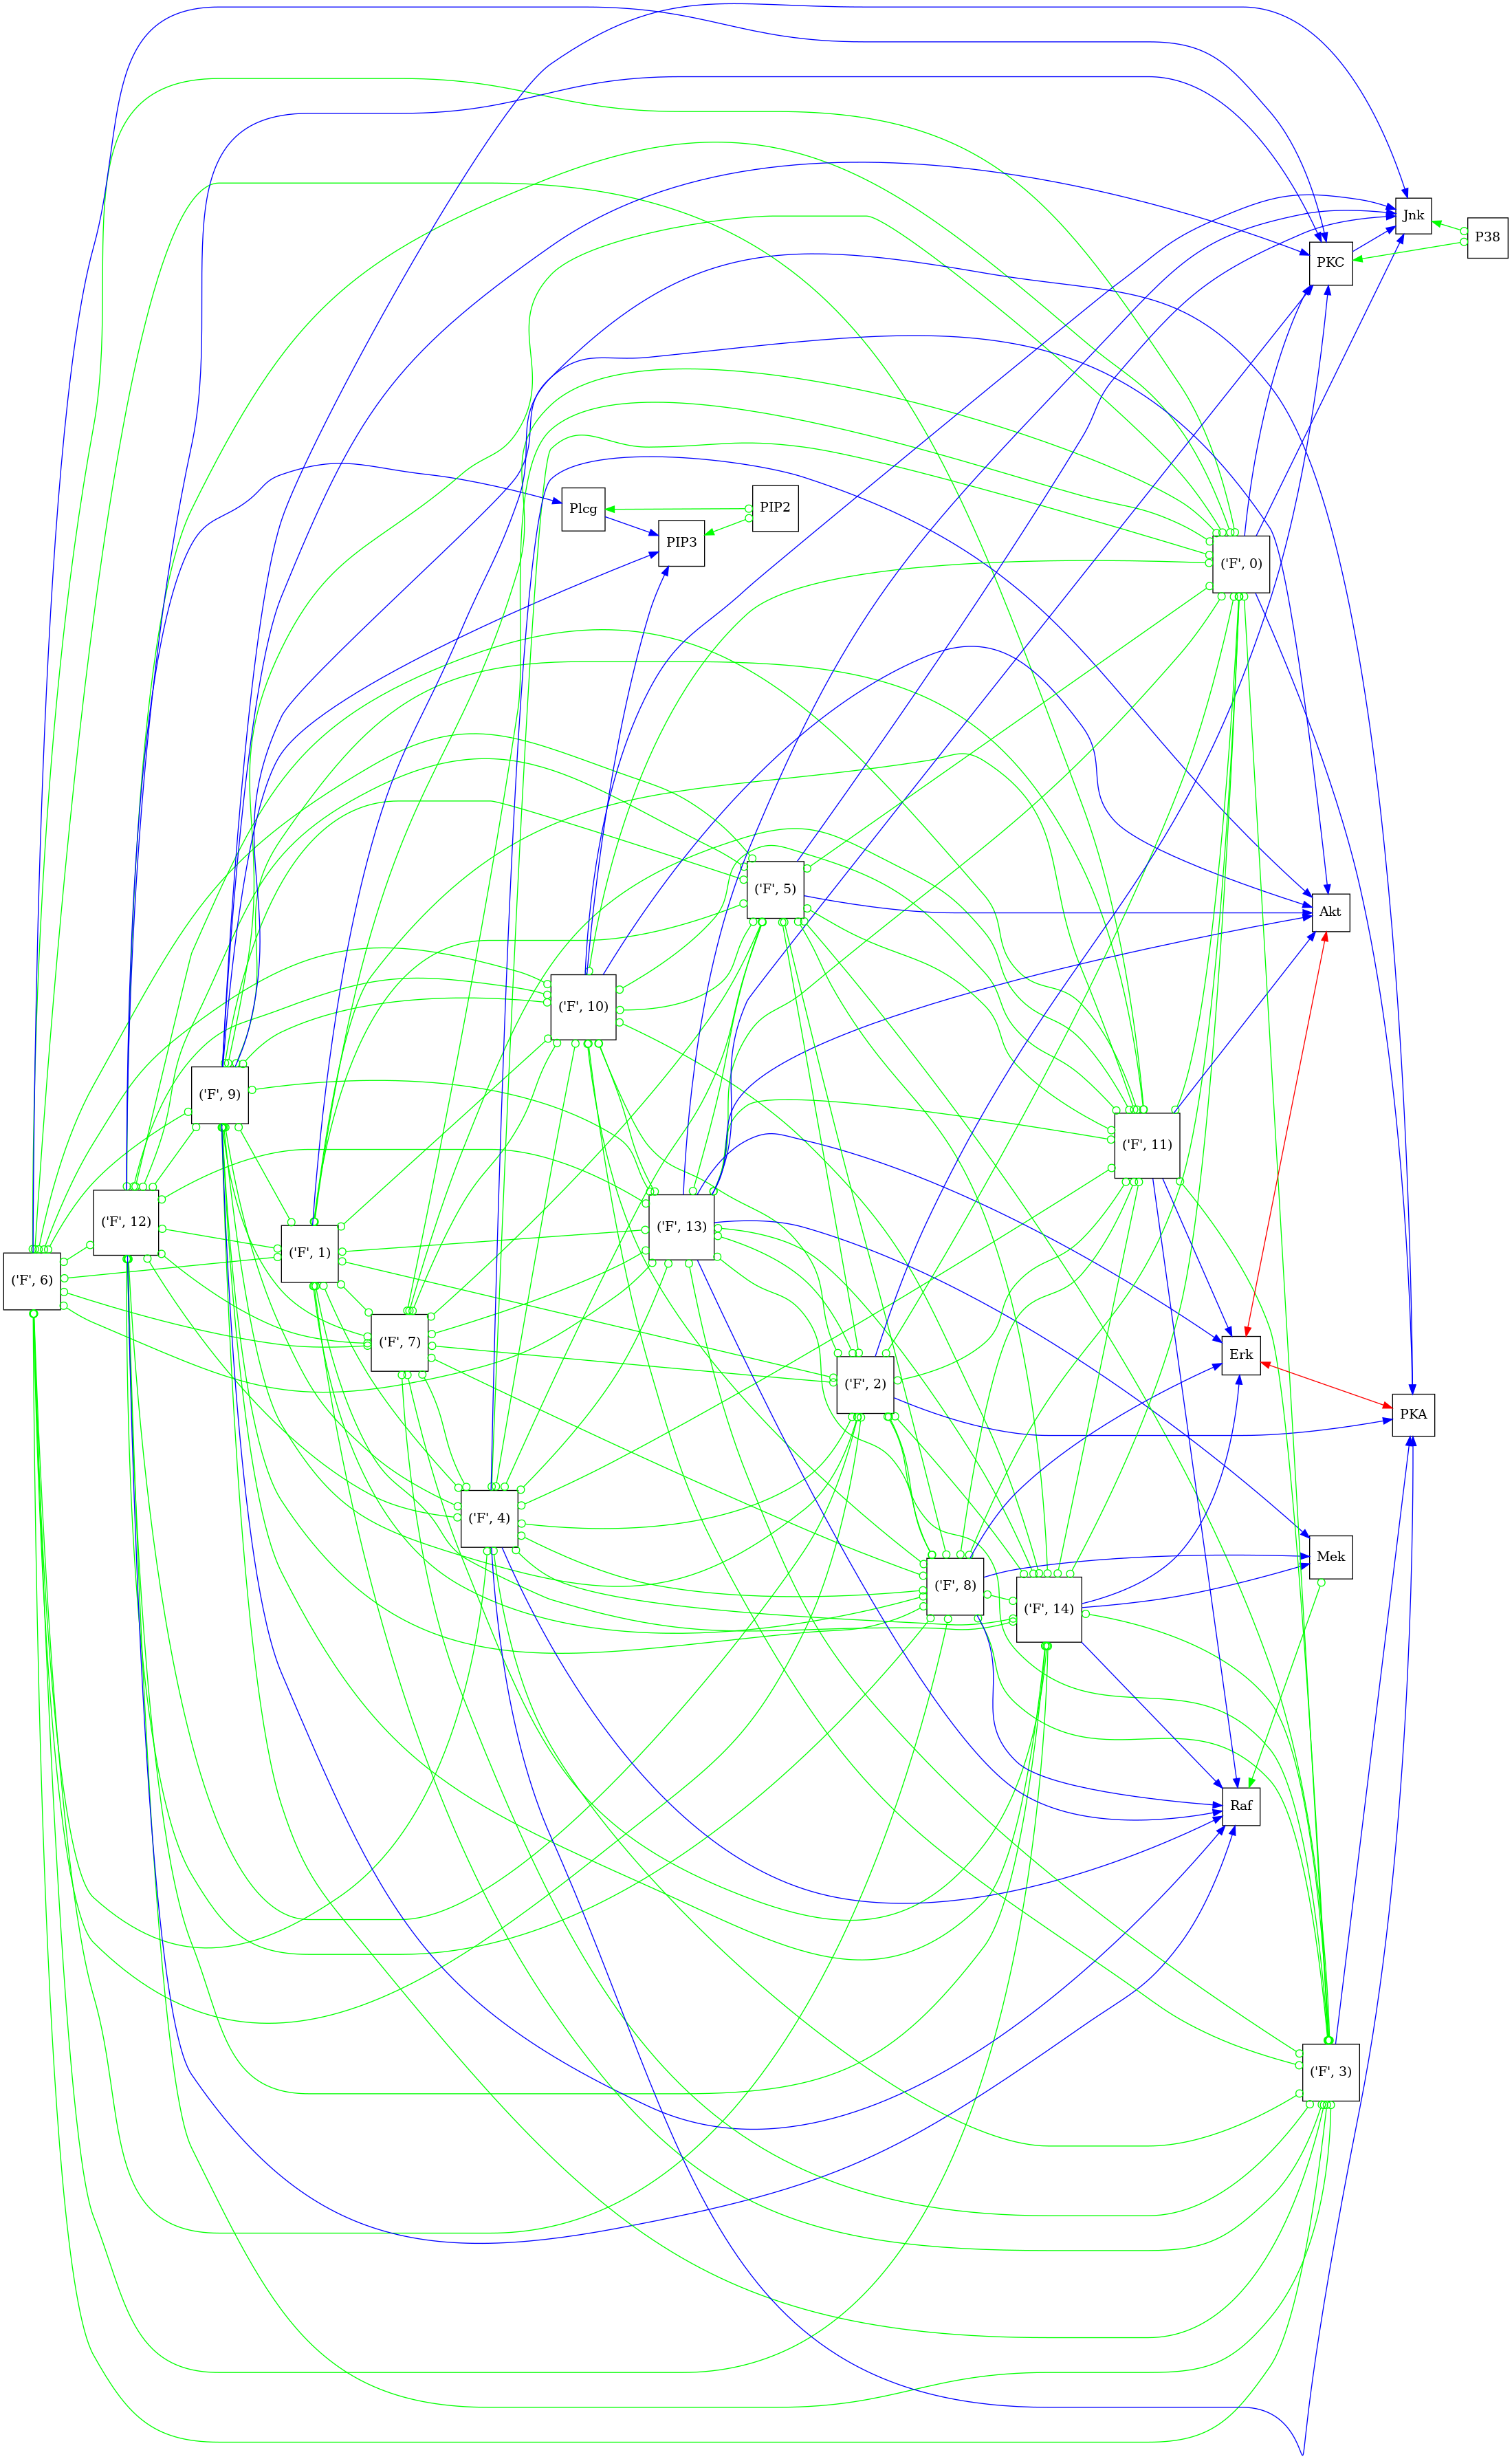 Jnk
P38
PKC
Plcg
PIP2
PIP3
('F', 0)
('F', 5)
Akt
('F', 10)
('F', 9)
('F', 11)
('F', 12)
('F', 13)
('F', 1)
('F', 6)
('F', 7)
Erk
('F', 2)
PKA
('F', 4)
Mek
('F', 8)
('F', 14)
Raf
('F', 3)